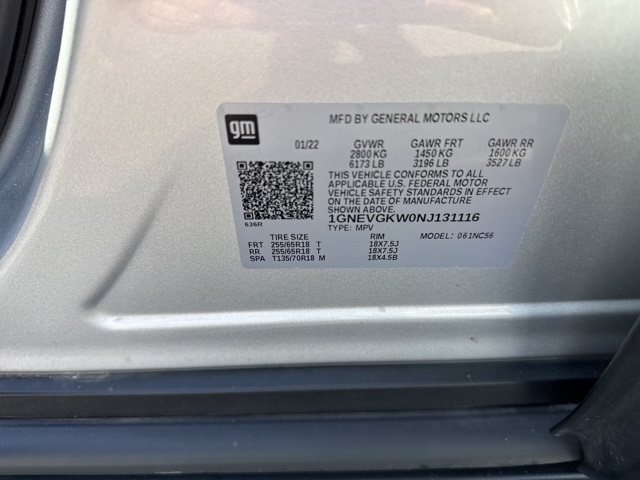 gm
MFD BY GENERAL MOTORS LLC
01/22 GVWR GAWR FRT GAWR RR
2800 KG 1450 KG 1600 KG
6173 LB 3196 LB 3527 LB
THIS VEHICLE CONFORMS TO ALL
APPLICABLE U.S. FEDERAL MOTOR
VEHICLE SAFETY STANDARDS IN EFFECT
ON THE DATE OF MANUFACTURE
SHOWN ABOVE.
1GNEVGKW0NJ131116
636R
TYPE: MPV MODEL: 061NC56
TIRE SIZE RIM
FRT 255/65R18 T 18X7.5J
RR 255/65R18 T 18X7.5J
SPA T135/70R18 M 18X4.5B